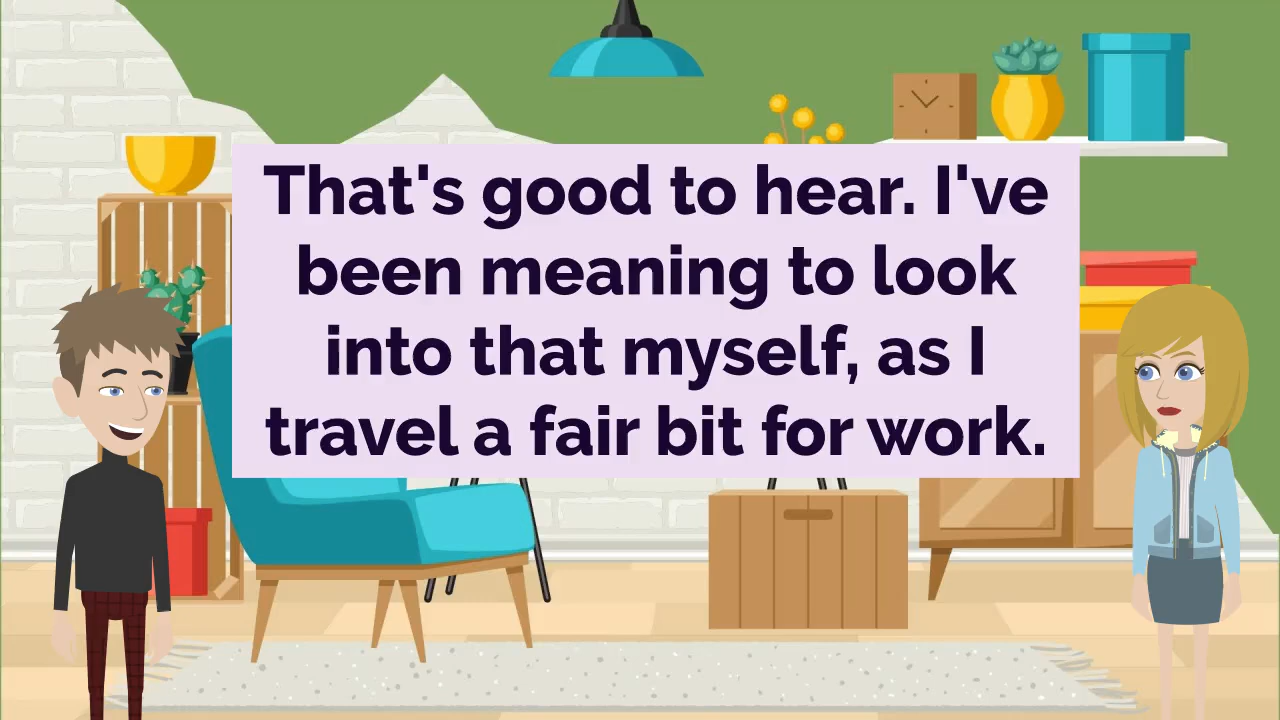 That's good to hear. I've
been meaning to look
into that myself, as I
travel a fair bit for work.